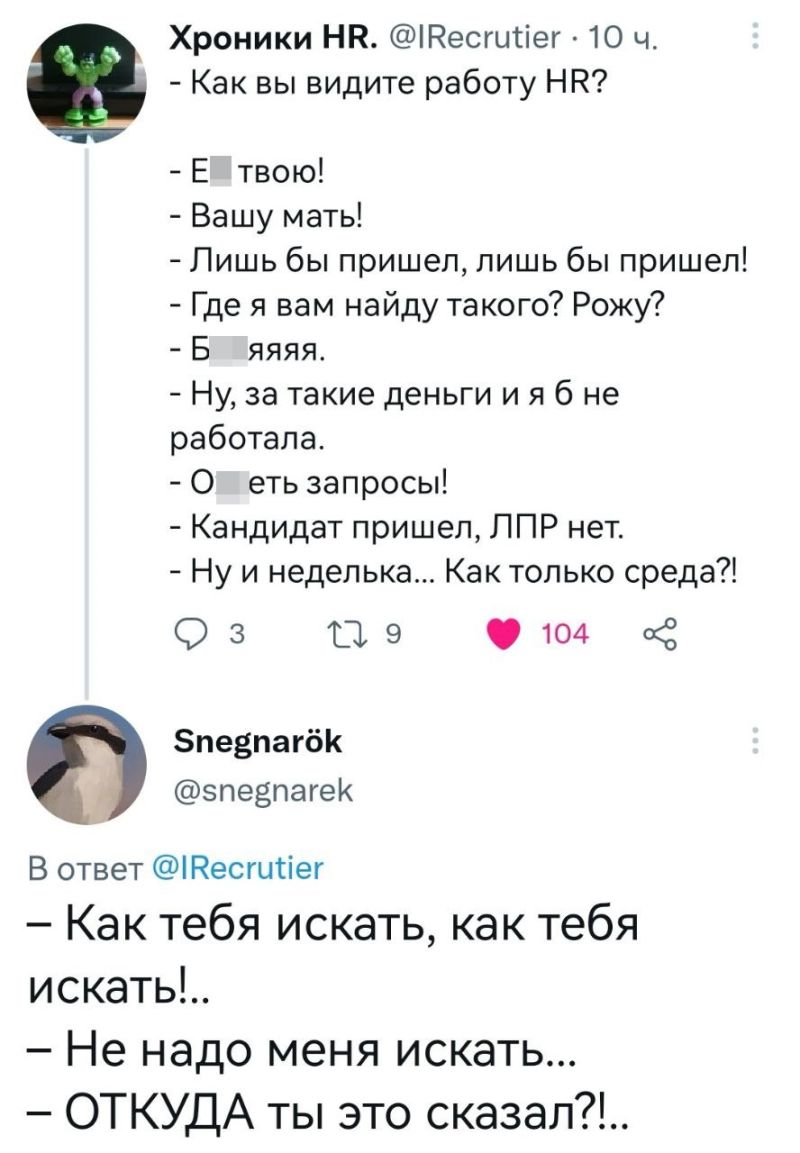 Хроники HR. @IRecrutier · 10 ч.
- Как вы видите работу HR?
- Е твою!
- Вашу мать!
- Лишь бы пришел, лишь бы пришел!
- Где я вам найду такого? Рожу?
- Б яяяя.
- Ну, за такие деньги и я б не
работала.
- О еть запросы!
- Кандидат пришел, ЛПР нет.
- Ну и неделька... Как только среда?!
3 9 104
Snegnarök
@snegnarek
В ответ @IRecrutier
– Как тебя искать, как тебя
искать!..
– Не надо меня искать...
– ОТКУДА ты это сказал?!..